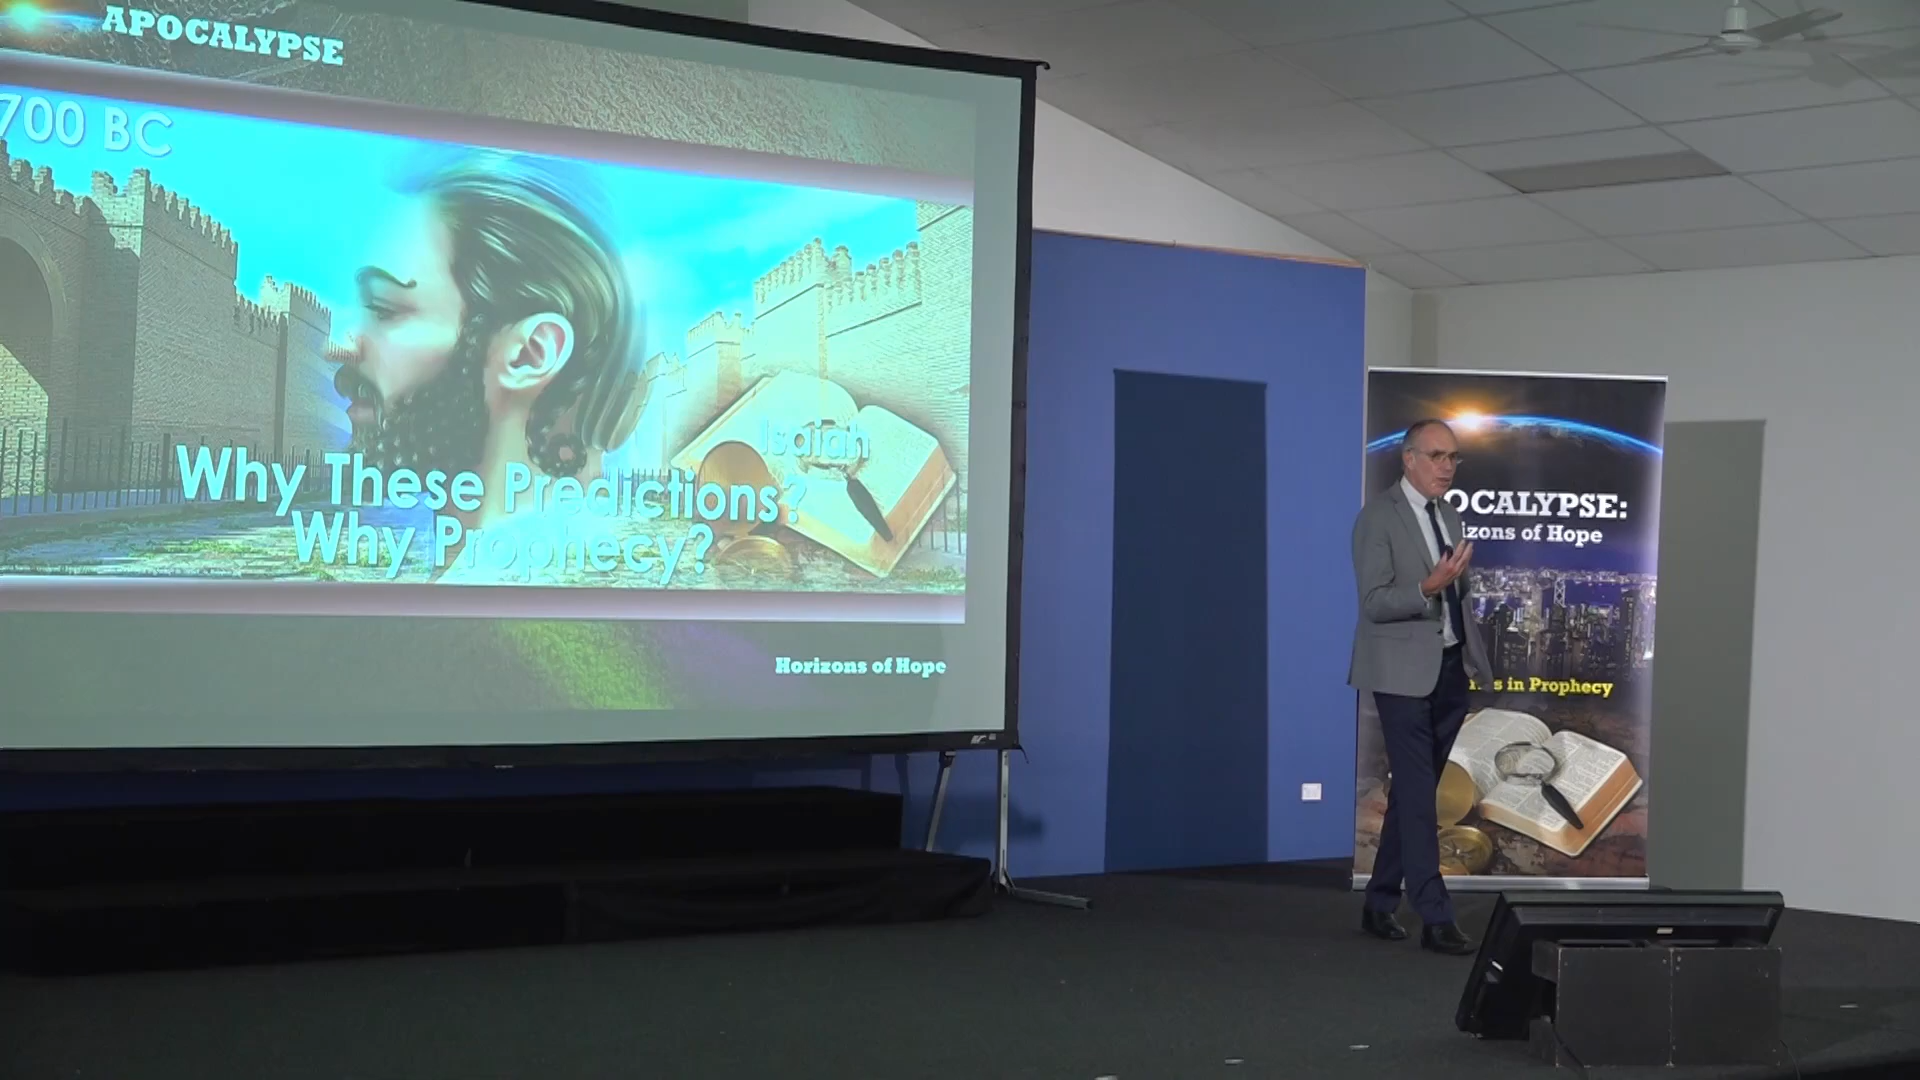 APOCALYPSE
700 BC
Isaiah
Why These Predictions?
Why Prophecy?
Horizons of Hope
OCALYPSE:
izons of Hope
in Prophecy